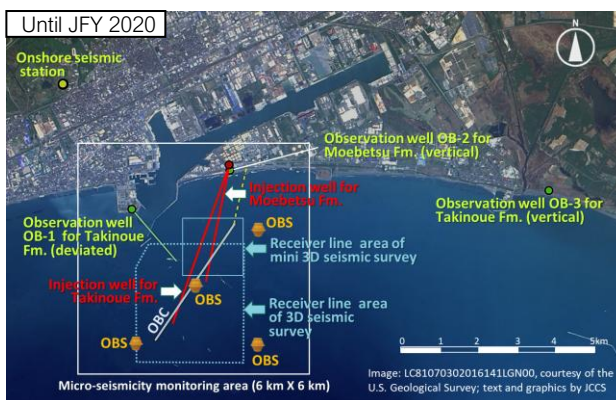 Until JFY 2020
Onshore seismic
station
N
Observation well OB-2 for
Moebetsu Fm. (vertical)
Injection well for
Moebetsu Fm.
Observation well OB-3 for
Takinoue Fm.
(vertical)
Observation well
OB-1 for Takinoue
Fm. (deviated)
OBS
Receiver line area of
mini 3D seismic survey
Injection well for
Takinoue Fm.
OBS
OBC
Receiver line area
of 3D seismic
survey
OBS
OBS
0 1 2 3 4 5km
Micro-seismicity monitoring area (6 km X 6 km)
Image: LC81070302016141LGN00, courtesy of the
U.S. Geological Survey; text and graphics by JCCS